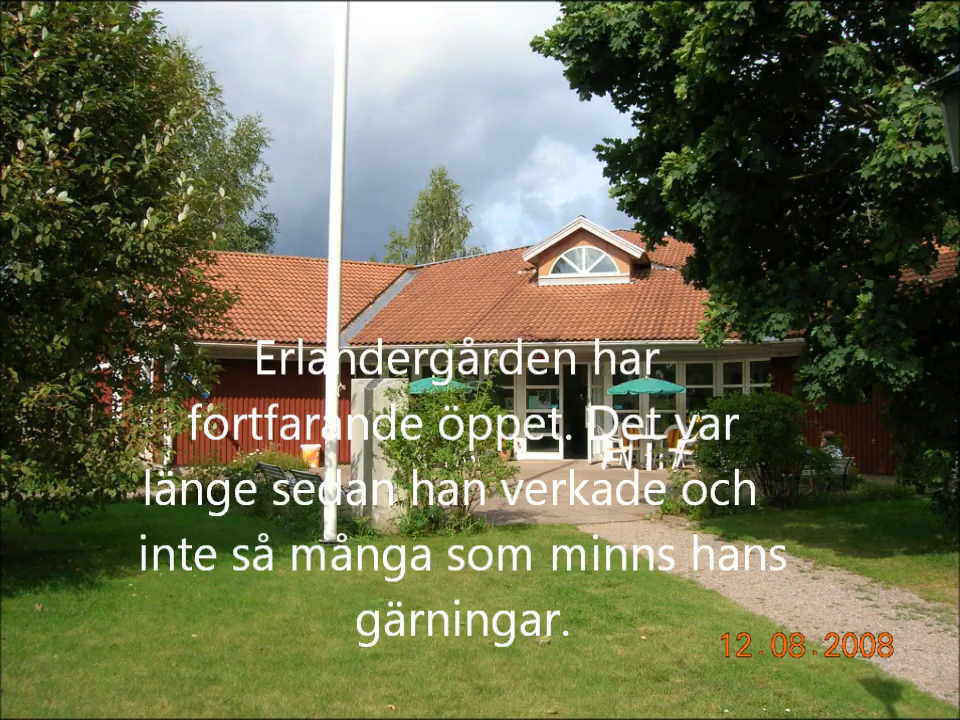 Erlandergården har
fortfarande öppet. Det var
länge sedan han verkade och
inte så många som minns hans
gärningar.
12.08.2008